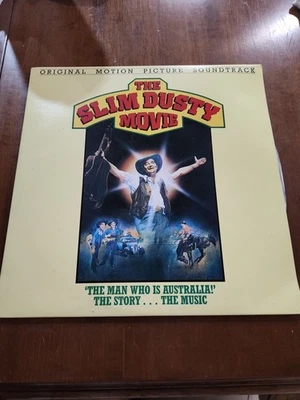 ORIGINAL MOTION PICTURE SOUNDTRACK
THE
SLIM DUSTY
MOVIE
'THE MAN WHO IS AUSTRALIA!'
THE STORY . . . THE MUSIC